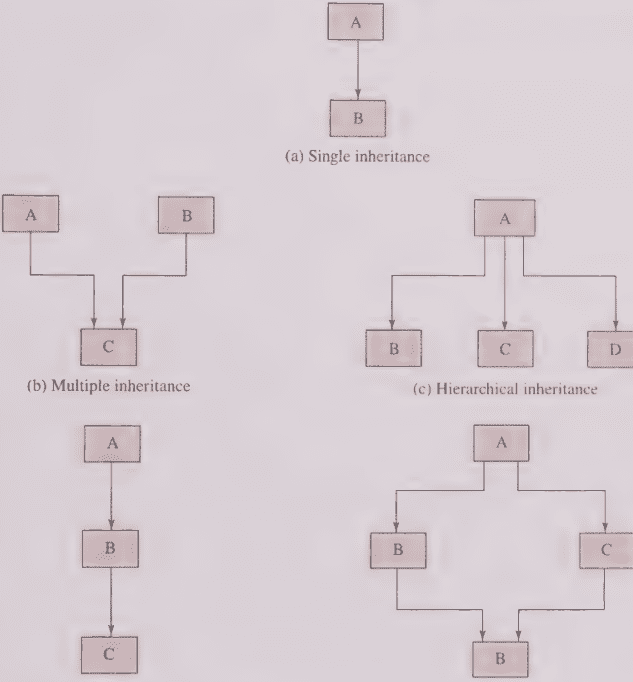 A
B
(a) Single inheritance
A B
C
(b) Multiple inheritance
A
B C D
(c) Hierarchical inheritance
A
B
C
A
B C
B